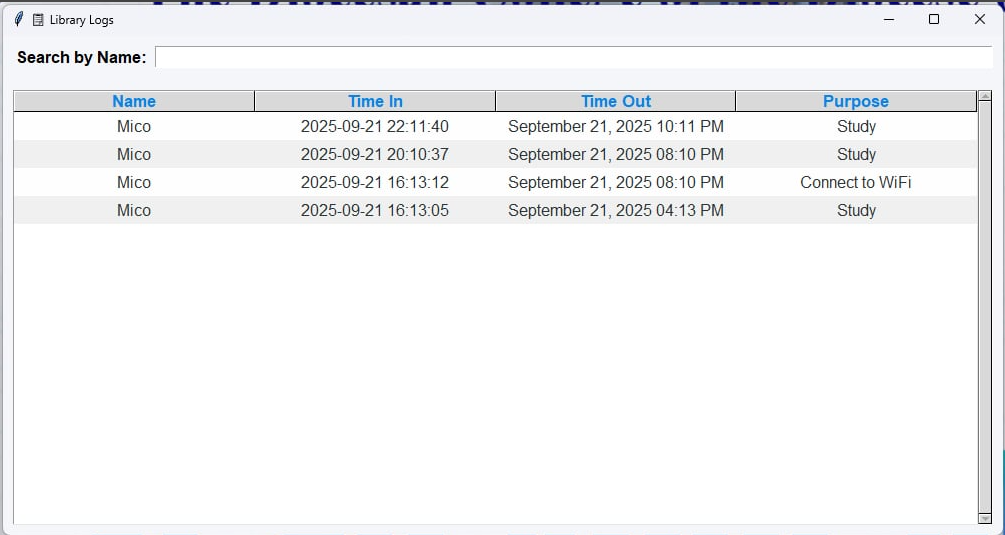 Library Logs
Search by Name:
Name Time In Time Out Purpose
Mico 2025-09-21 22:11:40 September 21, 2025 10:11 PM Study
Mico 2025-09-21 20:10:37 September 21, 2025 08:10 PM Study
Mico 2025-09-21 16:13:12 September 21, 2025 08:10 PM Connect to WiFi
Mico 2025-09-21 16:13:05 September 21, 2025 04:13 PM Study